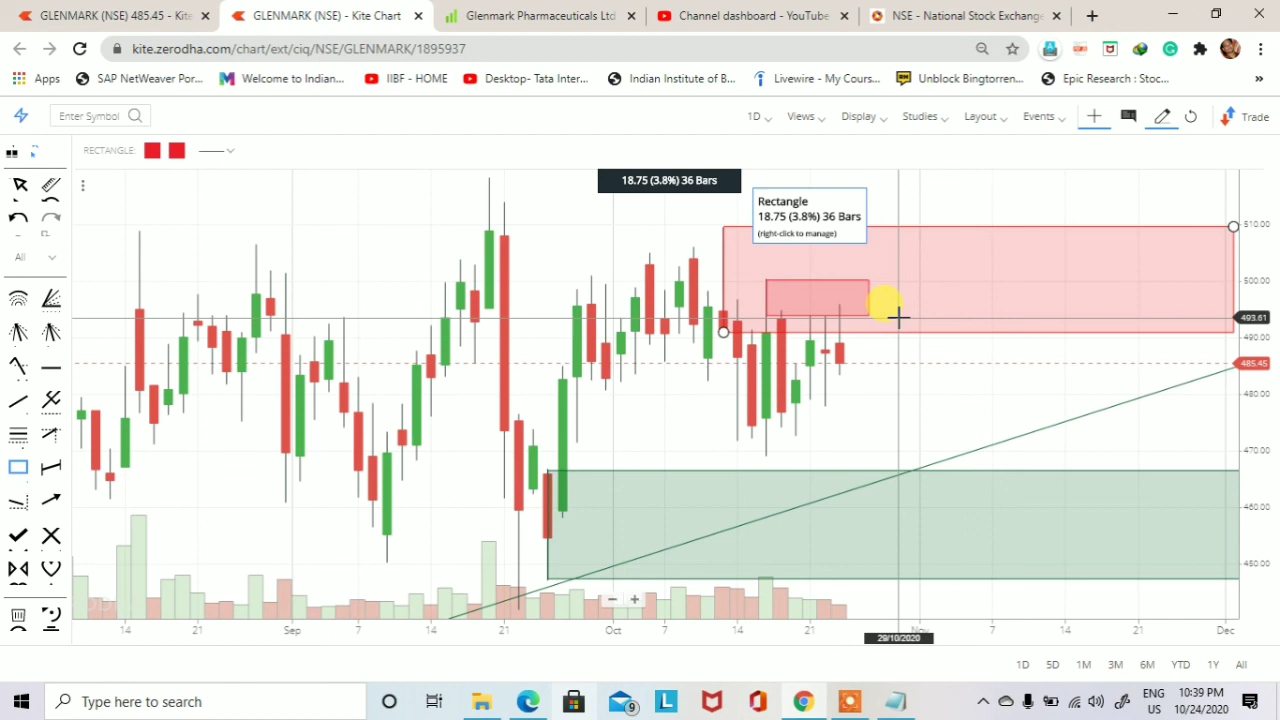 GLENMARK (NSE) 485.45 - Kite
GLENMARK (NSE) - Kite Chart
Glenmark Pharmaceuticals Ltd
Channel dashboard - YouTube
NSE - National Stock Exchange
kite.zerodha.com/chart/ext/ciq/NSE/GLENMARK/1895937
Apps
SAP NetWeaver Por...
Welcome to Indian...
IIBF - HOME
Desktop- Tata Inter...
Indian Institute of B...
Livewire - My Cours...
Unblock Bingtorren...
Epic Research : Stoc...
»
Enter Symbol
1D
Views
Display
Studies
Layout
Events
Trade
RECTANGLE:
18.75 (3.8%) 36 Bars
Rectangle
18.75 (3.8%) 36 Bars
(right-click to manage)
All
510.00
500.00
493.61
490.00
485.45
480.00
470.00
460.00
450.00
14
21
Sep
7
14
21
Oct
7
14
21
29/10/2020
Nov
7
14
21
Dec
1D
5D
1M
3M
6M
YTD
1Y
All
Type here to search
9
ENG
US
10:39 PM
10/24/2020